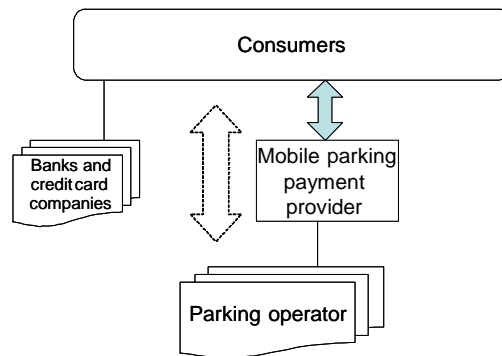 Consumers
Mobile parking
payment
provider
Banks and
credit card
companies
Parking operator